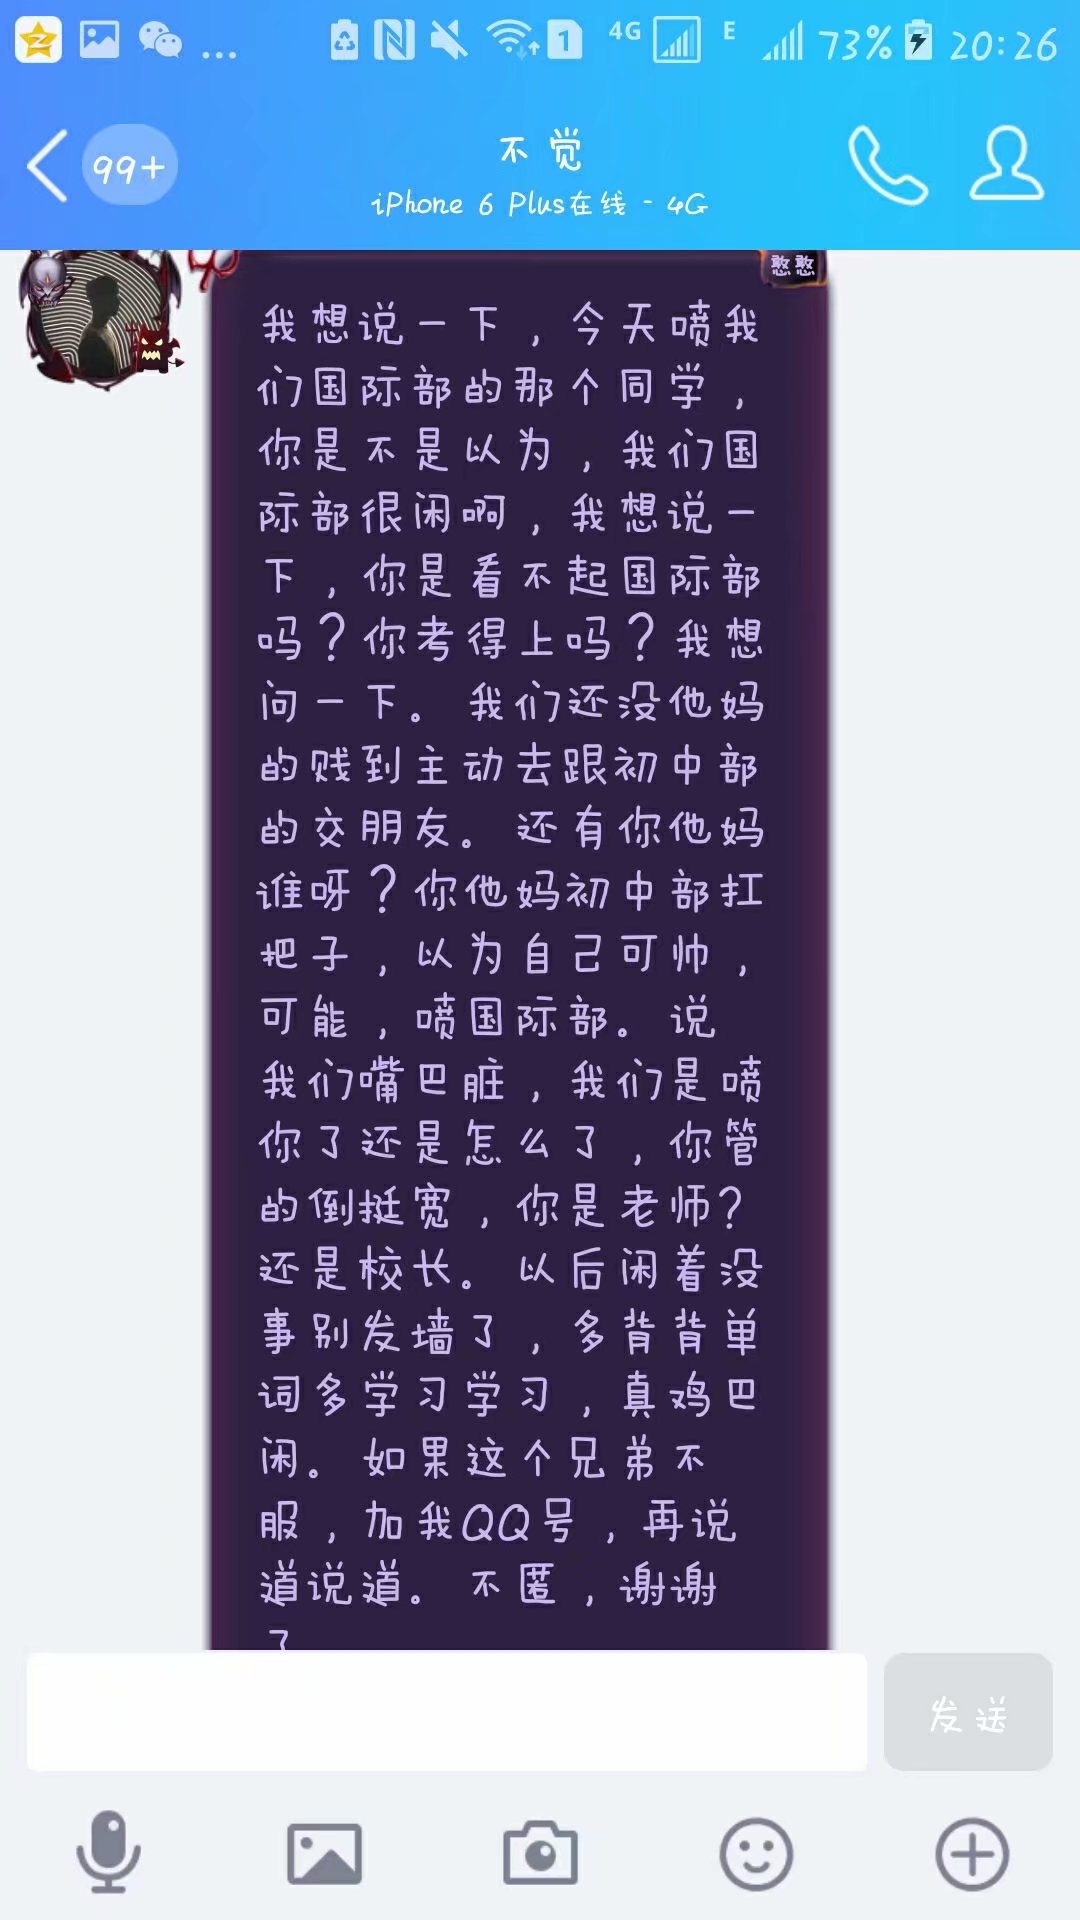 1 4G E 73% 20:26
99+
不觉
iPhone 6 Plus在线 - 4G
憨憨
我想说一下，今天喷我
们国际部的那个同学，
你是不是以为，我们国
际部很闲啊，我想说一
下，你是看不起国际部
吗？你考得上吗？我想
问一下。 我们还没他妈
的贱到主动去跟初中部
的交朋友。 还有你他妈
谁呀？你他妈初中部扛
把子，以为自己可帅，
可能，喷国际部。 说
我们嘴巴脏，我们是喷
你了还是怎么了，你管
的倒挺宽，你是老师？
还是校长。 以后闲着没
事别发墙了，多背背单
词多学习学习，真鸡巴
闲。 如果这个兄弟不
服，加我QQ号，再说
道说道。 不匿，谢谢
了
发送